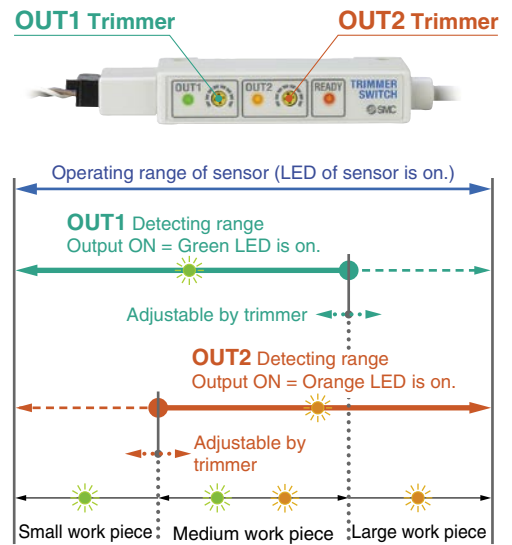 OUT1 Trimmer
OUT2 Trimmer
OUT1
OUT2
READY
TRIMMER
SWITCH
SMC
Operating range of sensor (LED of sensor is on.)
OUT1 Detecting range
Output ON = Green LED is on.
Adjustable by trimmer
OUT2 Detecting range
Output ON = Orange LED is on.
Adjustable by
trimmer
Small work piece
Medium work piece
Large work piece